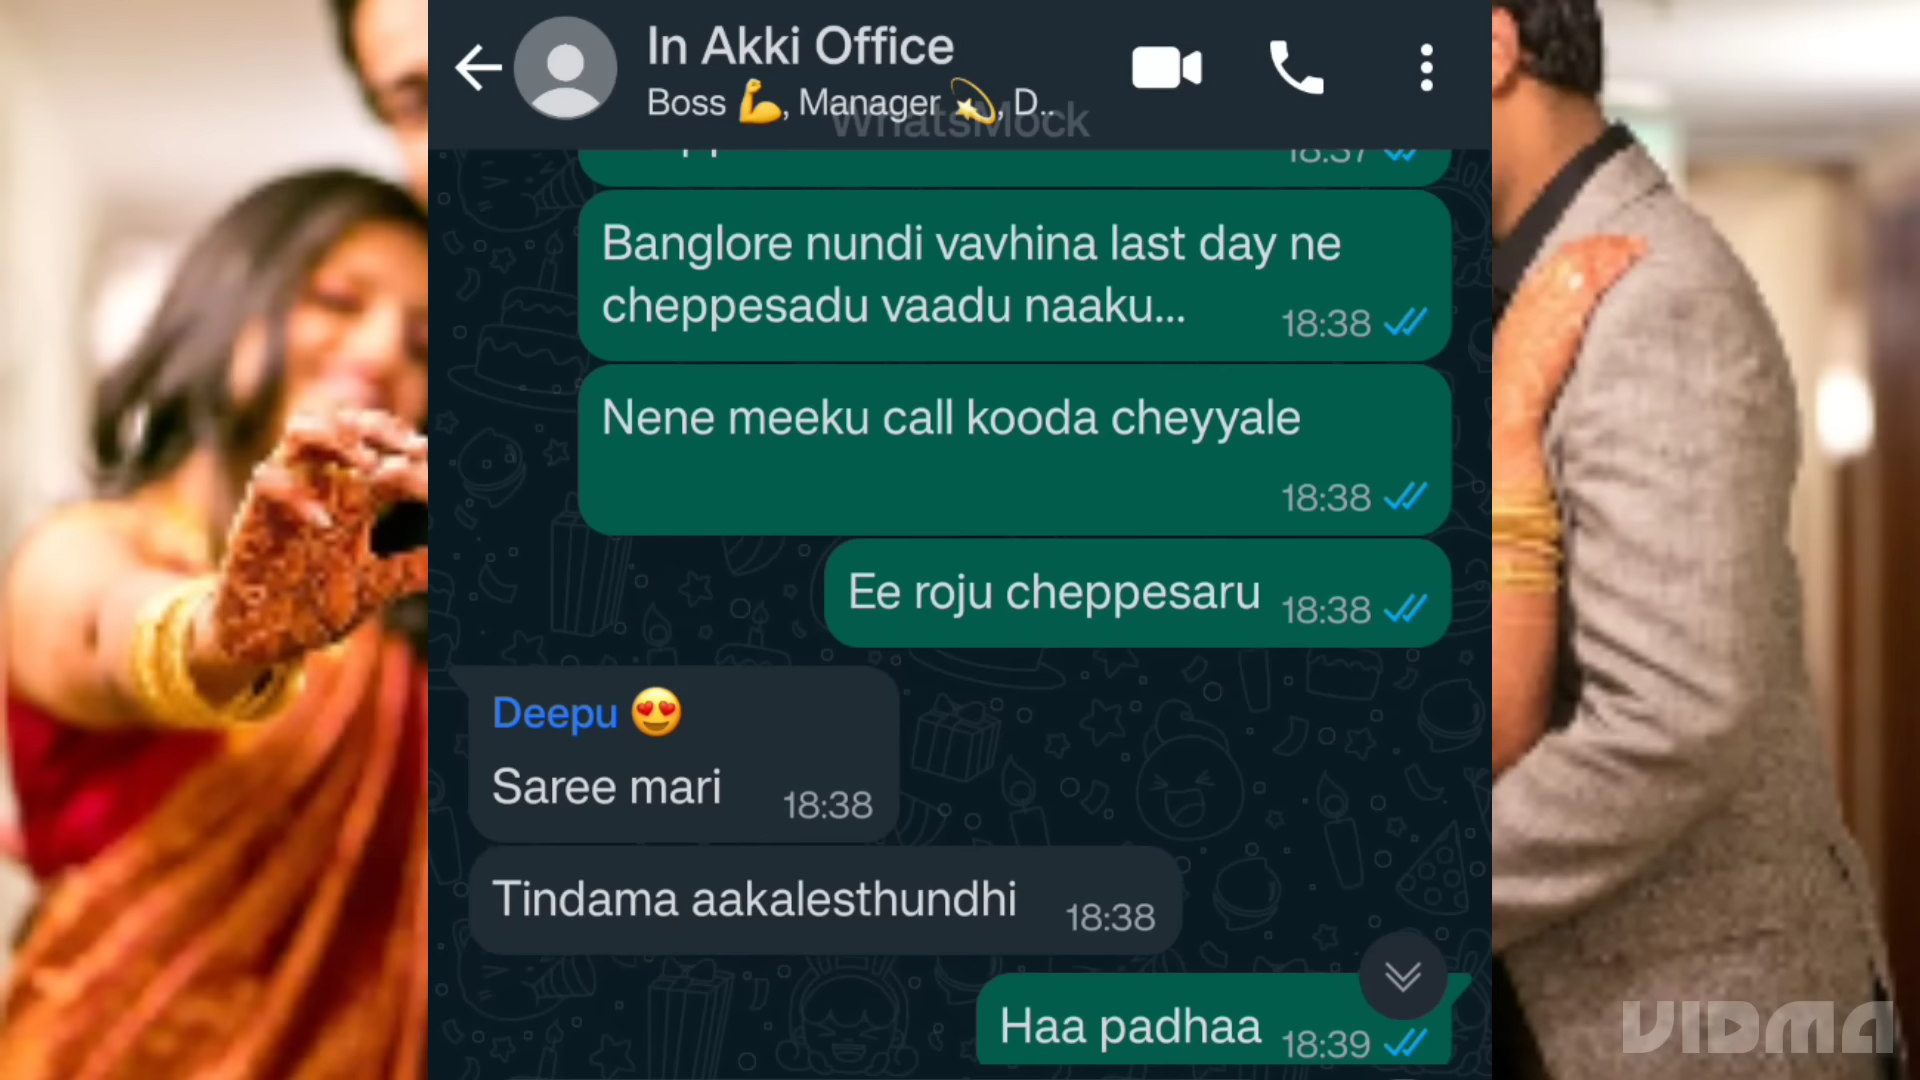 In Akki Office
Boss 💪, Manager 💫, D..
WhatsMock
18:37
Banglore nundi vavhina last day ne
cheppesadu vaadu naaku...
18:38
Nene meeku call kooda cheyyale
18:38
Ee roju cheppesaru 18:38
Deepu 😍
Saree mari 18:38
Tindama aakalesthundhi 18:38
Haa padhaa 18:39
VIDMA